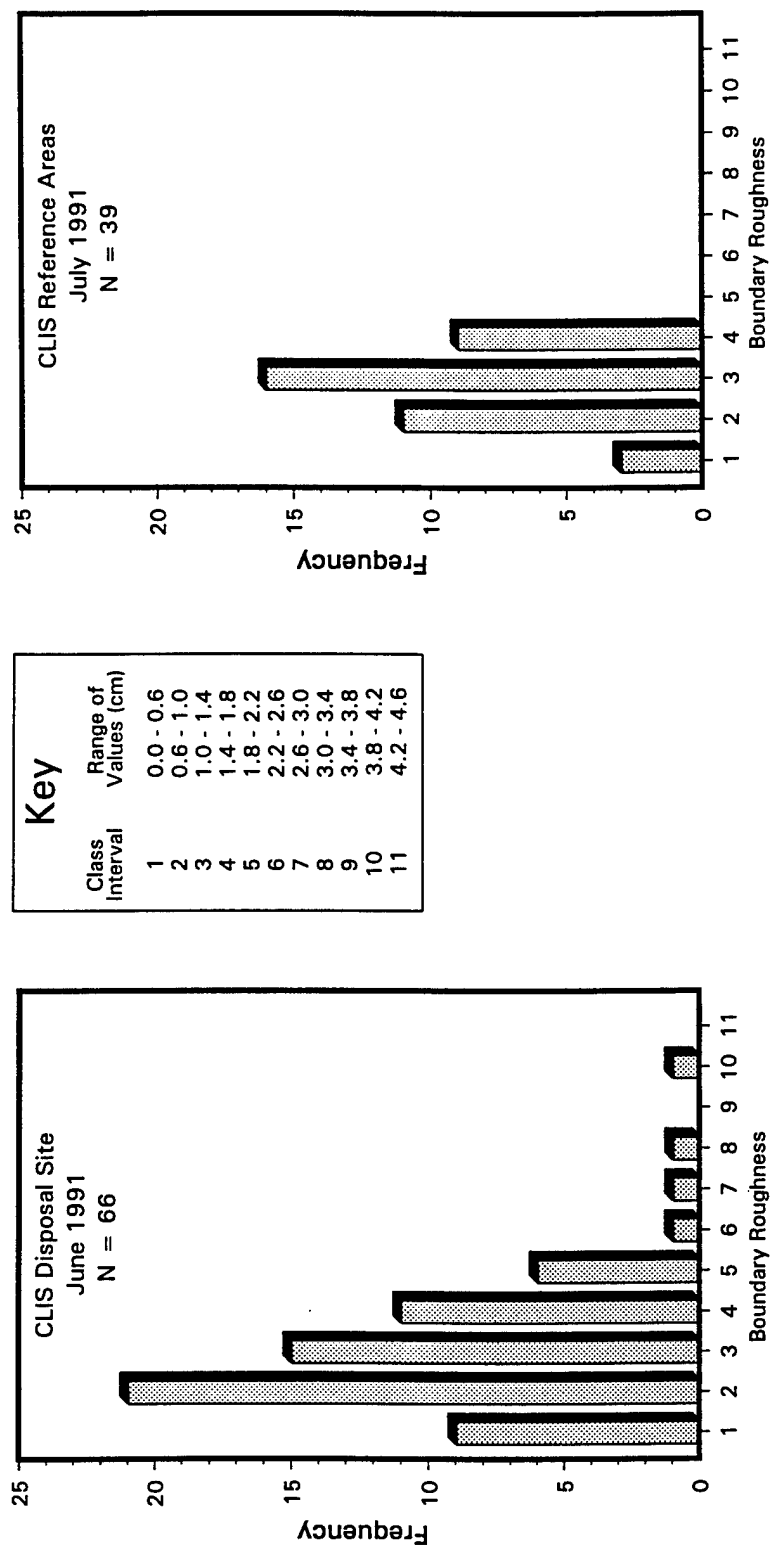 CLIS Disposal Site
June 1991
N = 66
Frequency
25
20
15
10
5
0
1 2 3 4 5 6 7 8 9 10 11
Boundary Roughness
Key
Class Interval
Range of Values (cm)
1 0.0 - 0.6
2 0.6 - 1.0
3 1.0 - 1.4
4 1.4 - 1.8
5 1.8 - 2.2
6 2.2 - 2.6
7 2.6 - 3.0
8 3.0 - 3.4
9 3.4 - 3.8
10 3.8 - 4.2
11 4.2 - 4.6
CLIS Reference Areas
July 1991
N = 39
Frequency
25
20
15
10
5
0
1 2 3 4 5 6 7 8 9 10 11
Boundary Roughness